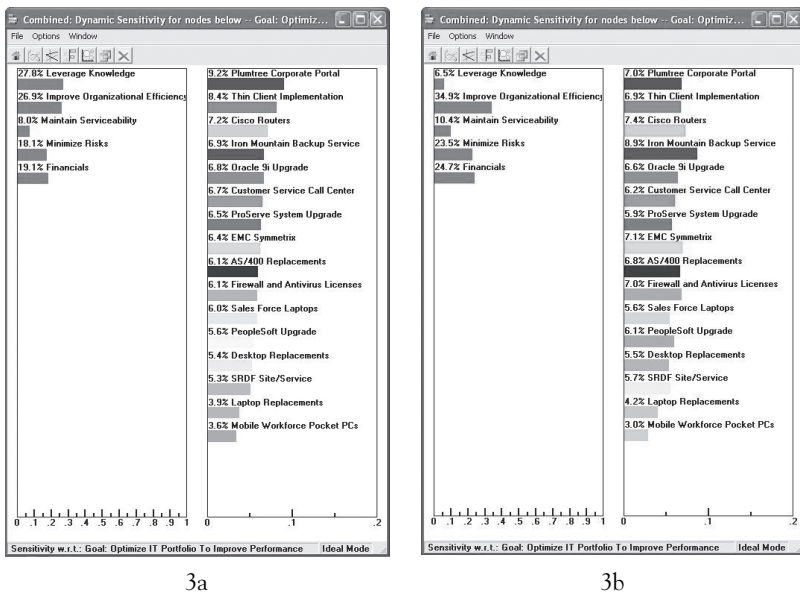 Combined: Dynamic Sensitivity for nodes below -- Goal: Optimiz...
File Options Window
27.8% Leverage Knowledge
26.9% Improve Organizational Efficiency
8.0% Maintain Serviceability
18.1% Minimize Risks
19.1% Financials
9.2% Plumtree Corporate Portal
8.4% Thin Client Implementation
7.2% Cisco Routers
6.9% Iron Mountain Backup Service
6.8% Oracle 9i Upgrade
6.7% Customer Service Call Center
6.5% ProServe System Upgrade
6.4% EMC Symmetrix
6.1% AS/400 Replacements
6.1% Firewall and Antivirus Licenses
6.0% Sales Force Laptops
5.6% PeopleSoft Upgrade
5.4% Desktop Replacements
5.3% SRDF Site/Service
3.9% Laptop Replacements
3.6% Mobile Workforce Pocket PCs
0 .1 .2 .3 .4 .5 .6 .7 .8 .9 1
0 .1 .2
Sensitivity w.r.t.: Goal: Optimize IT Portfolio To Improve Performance Ideal Mode
3a
Combined: Dynamic Sensitivity for nodes below -- Goal: Optimiz...
File Options Window
6.5% Leverage Knowledge
34.9% Improve Organizational Efficiency
10.4% Maintain Serviceability
23.5% Minimize Risks
24.7% Financials
7.0% Plumtree Corporate Portal
6.9% Thin Client Implementation
7.4% Cisco Routers
8.9% Iron Mountain Backup Service
6.6% Oracle 9i Upgrade
6.2% Customer Service Call Center
5.9% ProServe System Upgrade
7.1% EMC Symmetrix
6.8% AS/400 Replacements
7.0% Firewall and Antivirus Licenses
5.6% Sales Force Laptops
6.1% PeopleSoft Upgrade
5.5% Desktop Replacements
5.7% SRDF Site/Service
4.2% Laptop Replacements
3.0% Mobile Workforce Pocket PCs
0 .1 .2 .3 .4 .5 .6 .7 .8 .9 1
0 .1 .2
Sensitivity w.r.t.: Goal: Optimize IT Portfolio To Improve Performance Ideal Mode
3b